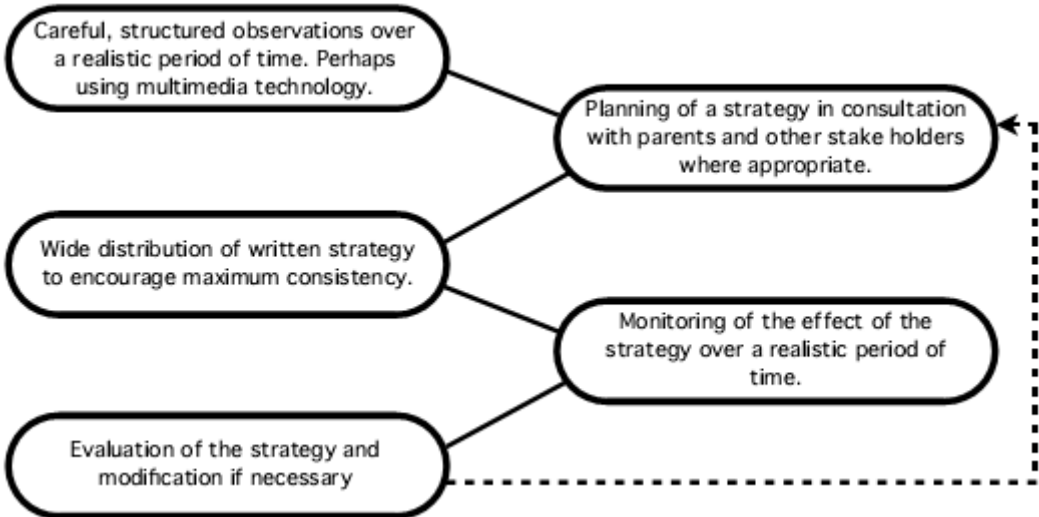 Careful, structured observations over
a realistic period of time. Perhaps
using multimedia technology.
Planning of a strategy in consultation
with parents and other stake holders
where appropriate.
Wide distribution of written strategy
to encourage maximum consistency.
Monitoring of the effect of the
strategy over a realistic period of
time.
Evaluation of the strategy and
modification if necessary